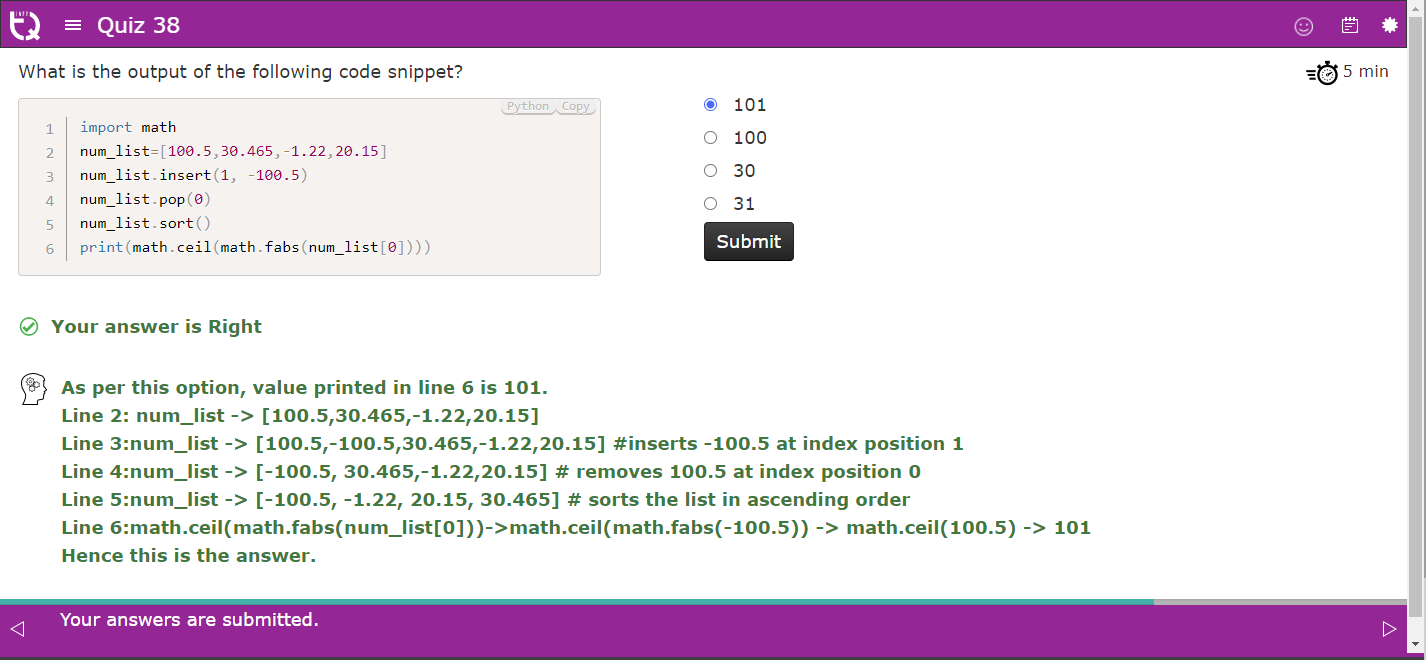 Quiz 38
What is the output of the following code snippet?
5 min
Python Copy
1 import math
2 num_list=[100.5,30.465,-1.22,20.15]
3 num_list.insert(1, -100.5)
4 num_list.pop(0)
5 num_list.sort()
6 print(math.ceil(math.fabs(num_list[0])))
101
100
30
31
Submit
Your answer is Right
As per this option, value printed in line 6 is 101.
Line 2: num_list -> [100.5,30.465,-1.22,20.15]
Line 3:num_list -> [100.5,-100.5,30.465,-1.22,20.15] #inserts -100.5 at index position 1
Line 4:num_list -> [-100.5, 30.465,-1.22,20.15] # removes 100.5 at index position 0
Line 5:num_list -> [-100.5, -1.22, 20.15, 30.465] # sorts the list in ascending order
Line 6:math.ceil(math.fabs(num_list[0]))->math.ceil(math.fabs(-100.5)) -> math.ceil(100.5) -> 101
Hence this is the answer.
Your answers are submitted.